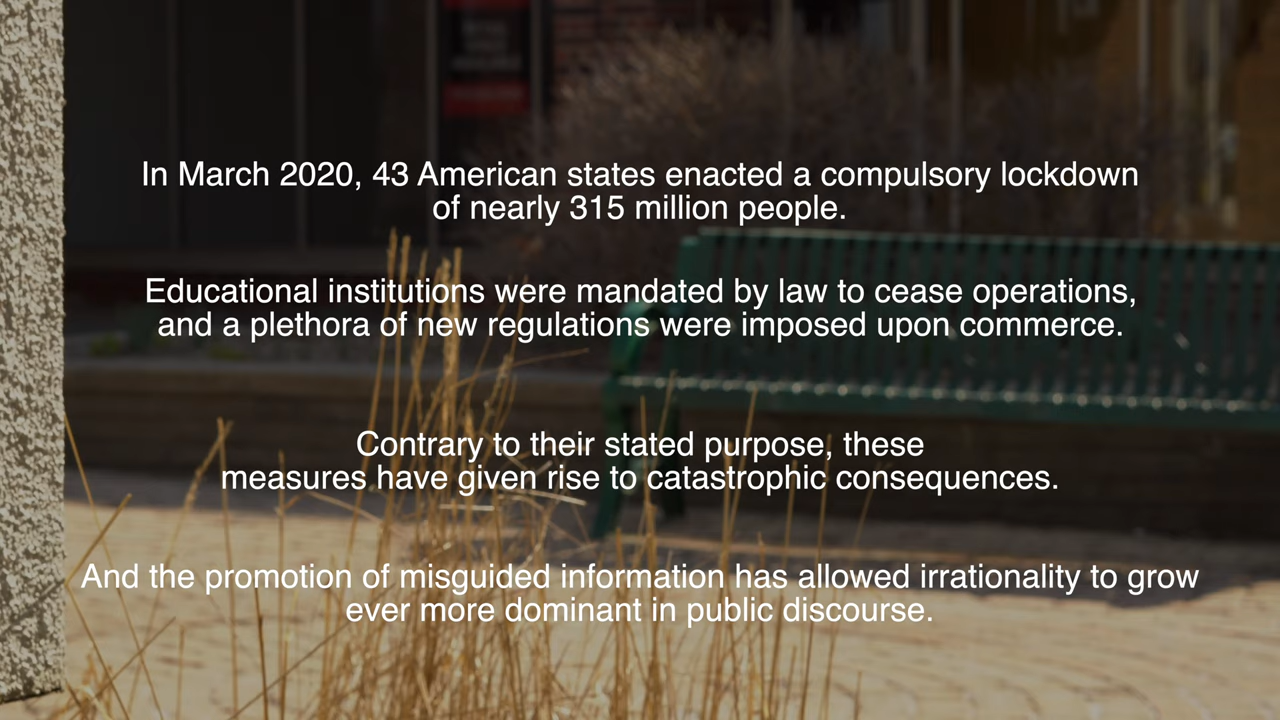 In March 2020, 43 American states enacted a compulsory lockdown
of nearly 315 million people.
Educational institutions were mandated by law to cease operations,
and a plethora of new regulations were imposed upon commerce.
Contrary to their stated purpose, these
measures have given rise to catastrophic consequences.
And the promotion of misguided information has allowed irrationality to grow
ever more dominant in public discourse.